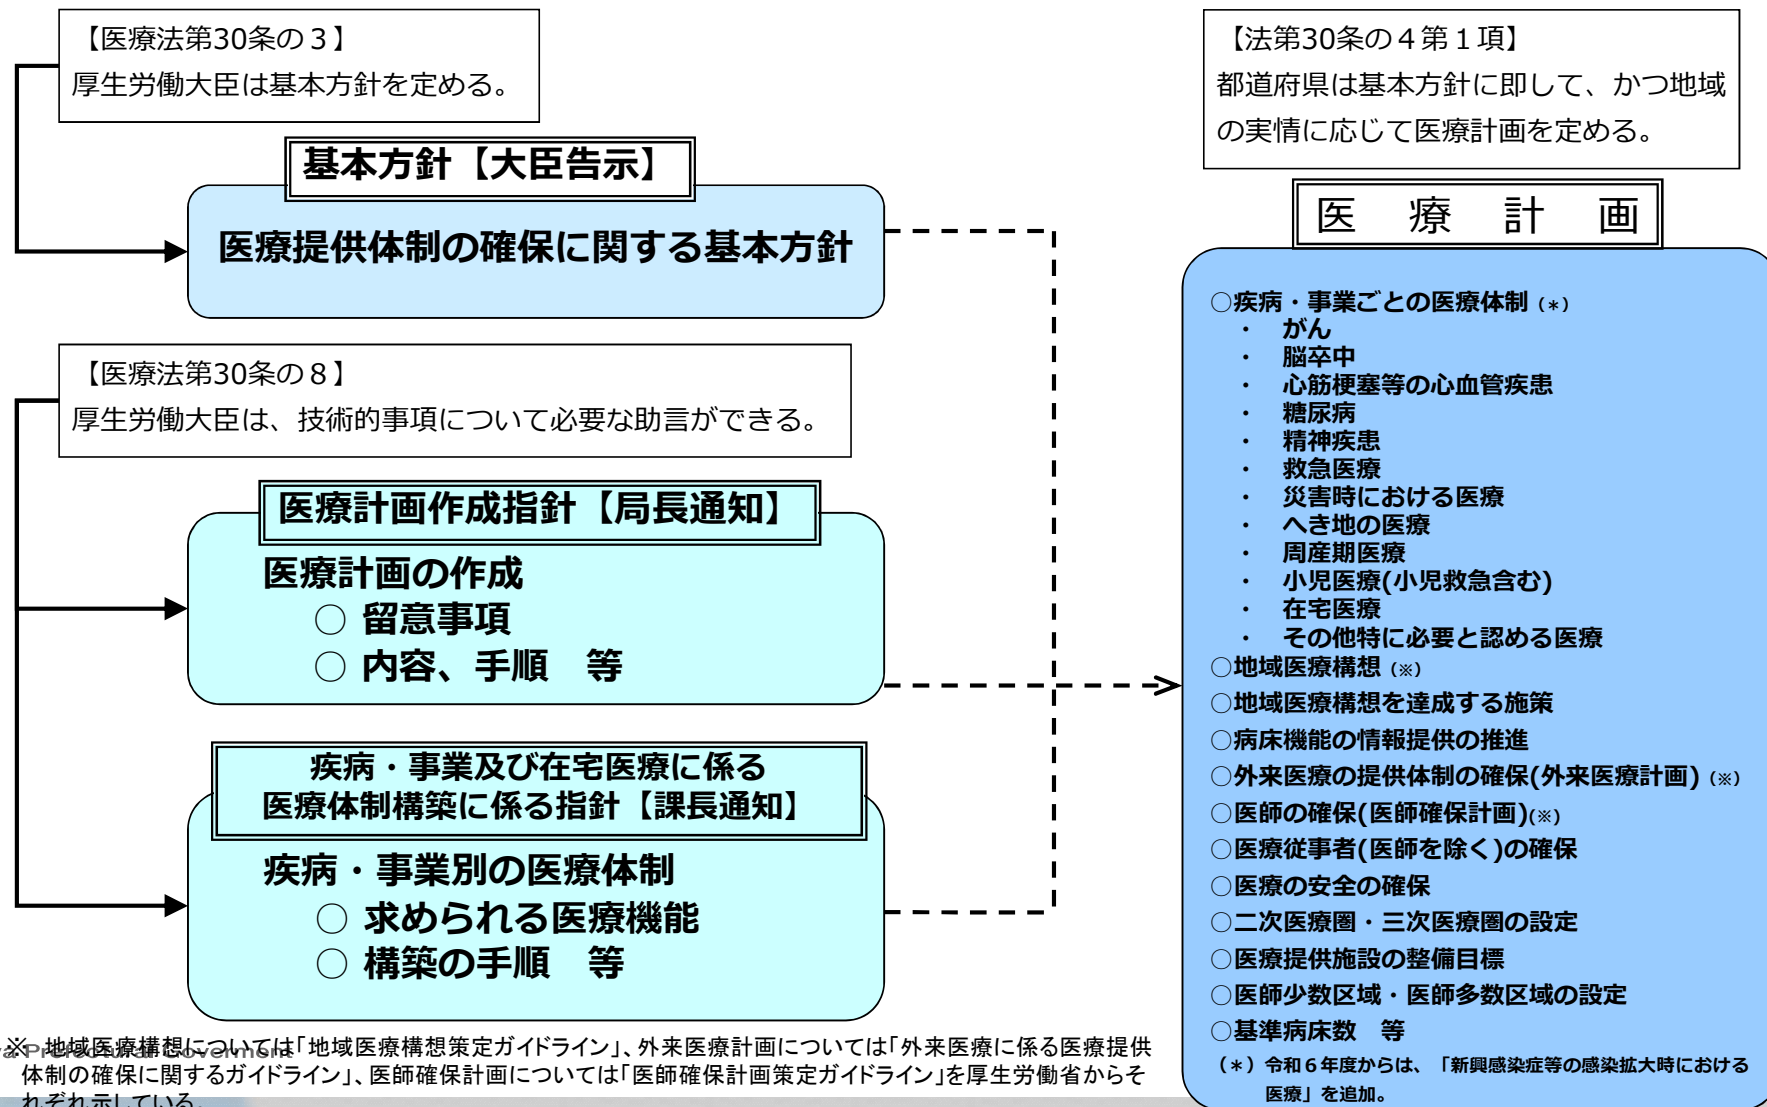 【医療法第30条の３】
厚生労働大臣は基本方針を定める。
基本方針【大臣告示】
医療提供体制の確保に関する基本方針
【医療法第30条の８】
厚生労働大臣は、技術的事項について必要な助言ができる。
医療計画作成指針【局長通知】
医療計画の作成
○ 留意事項
○ 内容、手順　等
疾病・事業及び在宅医療に係る
医療体制構築に係る指針【課長通知】
疾病・事業別の医療体制
○ 求められる医療機能
○ 構築の手順　等
【法第30条の４第１項】
都道府県は基本方針に即して、かつ地域
の実情に応じて医療計画を定める。
医　療　計　画
○疾病・事業ごとの医療体制（*）
・　がん
・　脳卒中
・　心筋梗塞等の心血管疾患
・　糖尿病
・　精神疾患
・　救急医療
・　災害時における医療
・　へき地の医療
・　周産期医療
・　小児医療(小児救急含む)
・　在宅医療
・　その他特に必要と認める医療
○地域医療構想（※）
○地域医療構想を達成する施策
○病床機能の情報提供の推進
○外来医療の提供体制の確保(外来医療計画)（※）
○医師の確保(医師確保計画)(※)
○医療従事者(医師を除く)の確保
○医療の安全の確保
○二次医療圏・三次医療圏の設定
○医療提供施設の整備目標
○医師少数区域・医師多数区域の設定
○基準病床数　等
（*）令和６年度からは、「新興感染症等の感染拡大時における
医療」を追加。
※　地域医療構想については「地域医療構想策定ガイドライン」、外来医療計画については「外来医療に係る医療提供
体制の確保に関するガイドライン」、医師確保計画については「医師確保計画策定ガイドライン」を厚生労働省からそ
れぞれ示している。
Prefectural Goverment